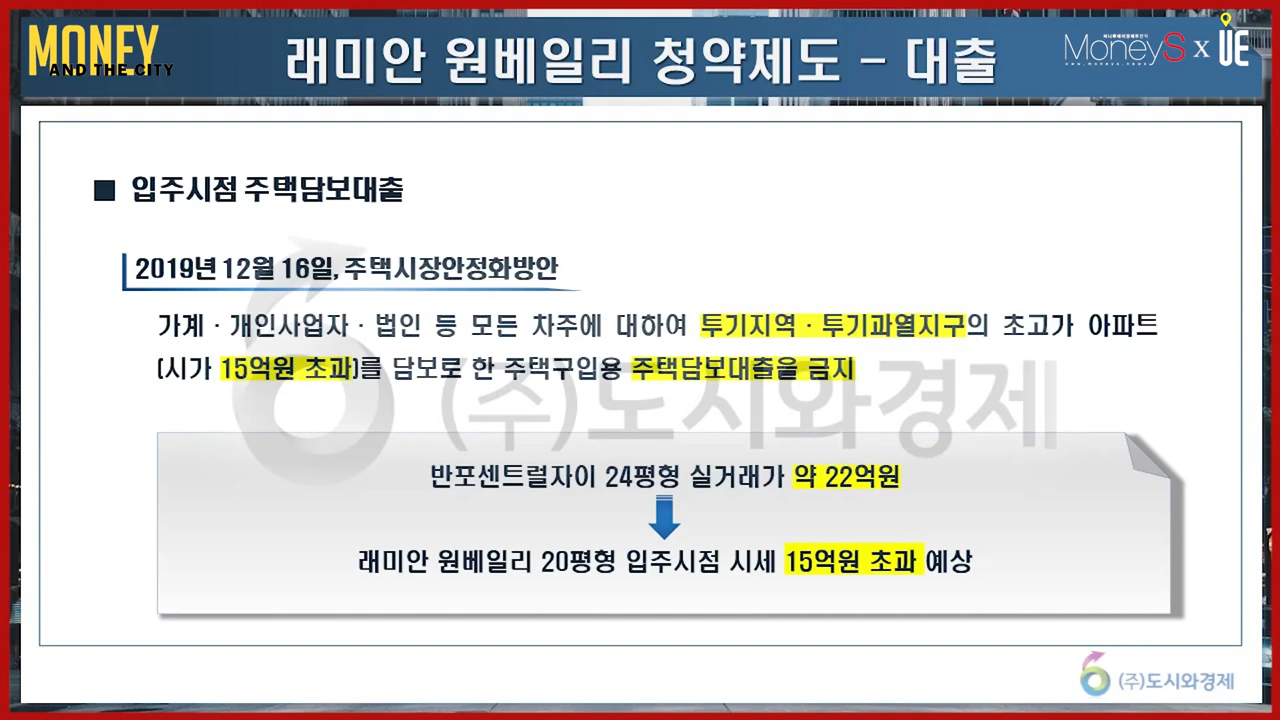 MONEY
AND THE CITY
래미안 원베일리 청약제도 - 대출
MoneyS x UE
www.moneys.news
■ 입주시점 주택담보대출
2019년 12월 16일, 주택시장안정화방안
가계 · 개인사업자 · 법인 등 모든 차주에 대하여 투기지역 · 투기과열지구의 초고가 아파트
(시가 15억원 초과)를 담보로 한 주택구입용 주택담보대출을 금지
(주)도시와경제
반포센트럴자이 24평형 실거래가 약 22억원
래미안 원베일리 20평형 입주시점 시세 15억원 초과 예상
(주)도시와경제